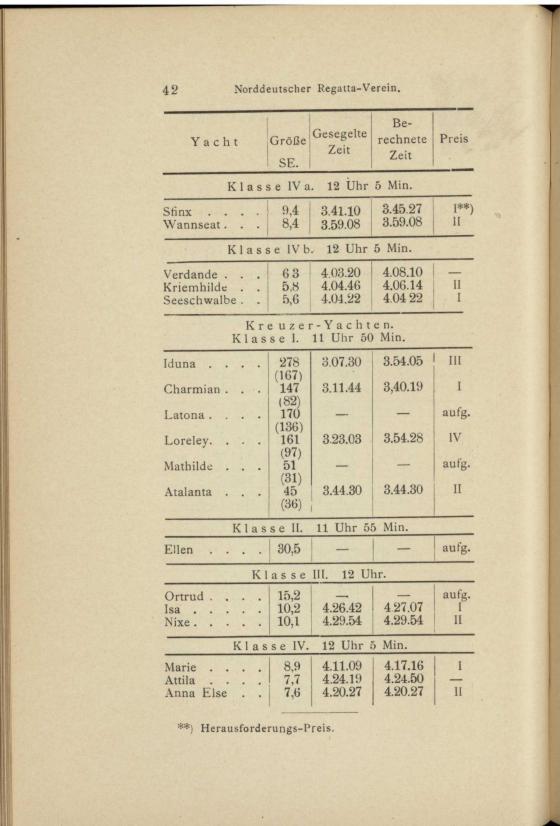 42 Norddeutscher Regatta-Verein.
Yacht Größe SE. Gesegelte Zeit Be-rechnete Zeit Preis
Klasse IVa. 12 Uhr 5 Min.
Sfinx . . . . 9,4 3.41.10 3.45.27 I**)
Wannseat . . . 8,4 3.59.08 3.59.08 II
Klasse IVb. 12 Uhr 5 Min.
Verdande . . . 6 3 4.03.20 4.08.10 —
Kriemhilde . . 5,8 4.04.46 4.06.14 II
Seeschwalbe . . 5,6 4.04.22 4.04 22 I
Kreuzer-Yachten.
Klasse I. 11 Uhr 50 Min.
Iduna . . . . 278 3.07.30 3.54.05 III
(167)
Charmian . . . 147 3.11.44 3,40.19 I
(82)
Latona . . . . 170 — — aufg.
(136)
Loreley. . . . 161 3.23.03 3.54.28 IV
(97)
Mathilde . . . 51 — — aufg.
(31)
Atalanta . . . 45 3.44.30 3.44.30 II
(36)
Klasse II. 11 Uhr 55 Min.
Ellen . . . . 30,5 — — aufg.
Klasse III. 12 Uhr.
Ortrud . . . . 15,2 — — aufg.
Isa . . . . . 10,2 4.26.42 4 27.07 I
Nixe . . . . . 10,1 4.29.54 4.29.54 II
Klasse IV. 12 Uhr 5 Min.
Marie . . . . 8,9 4.11.09 4.17.16 I
Attila . . . . 7,7 4.24.19 4.24.50 —
Anna Else . . 7,6 4.20.27 4.20.27 II
**) Herausforderungs-Preis.